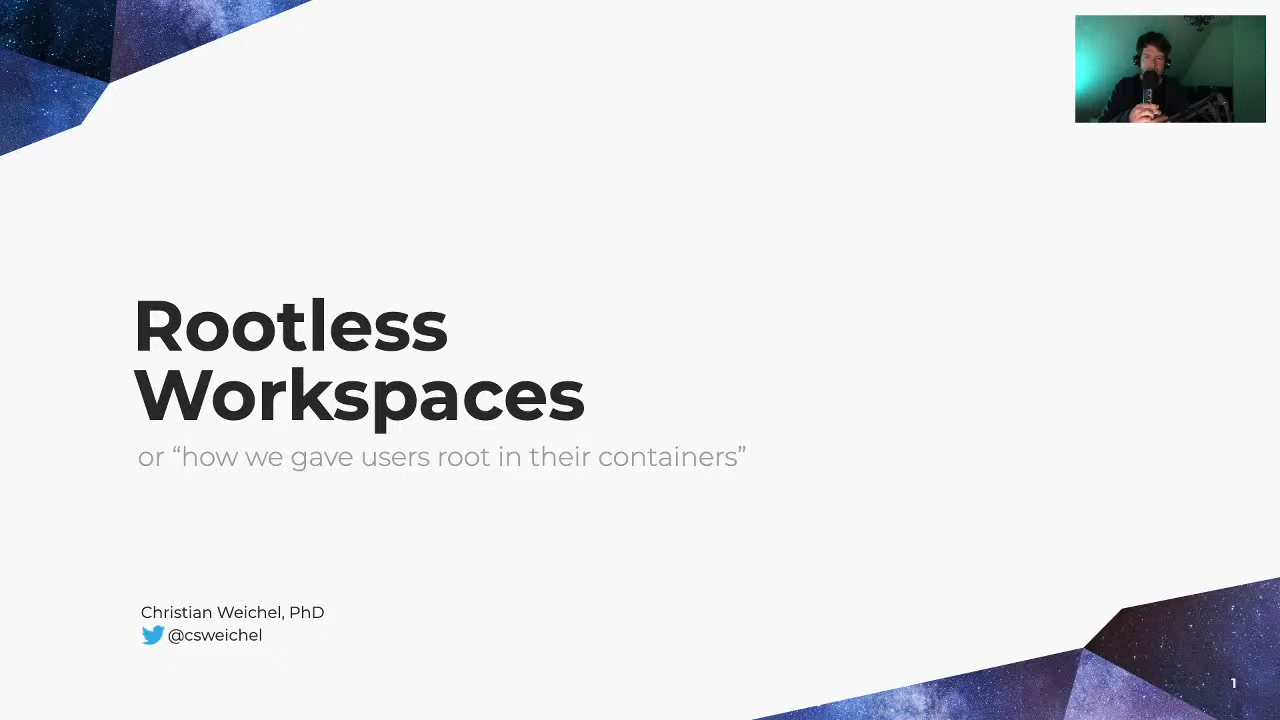 Rootless
Workspaces
or “how we gave users root in their containers”
Christian Weichel, PhD
@csweichel
1